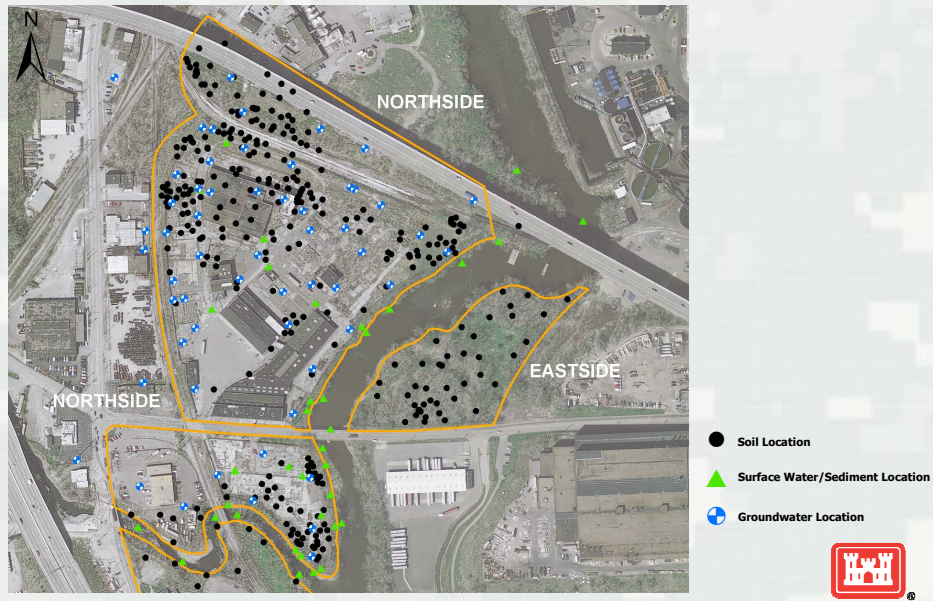 N
NORTHSIDE
EASTSIDE
NORTHSIDE
Soil Location
Surface Water/Sediment Location
Groundwater Location
®